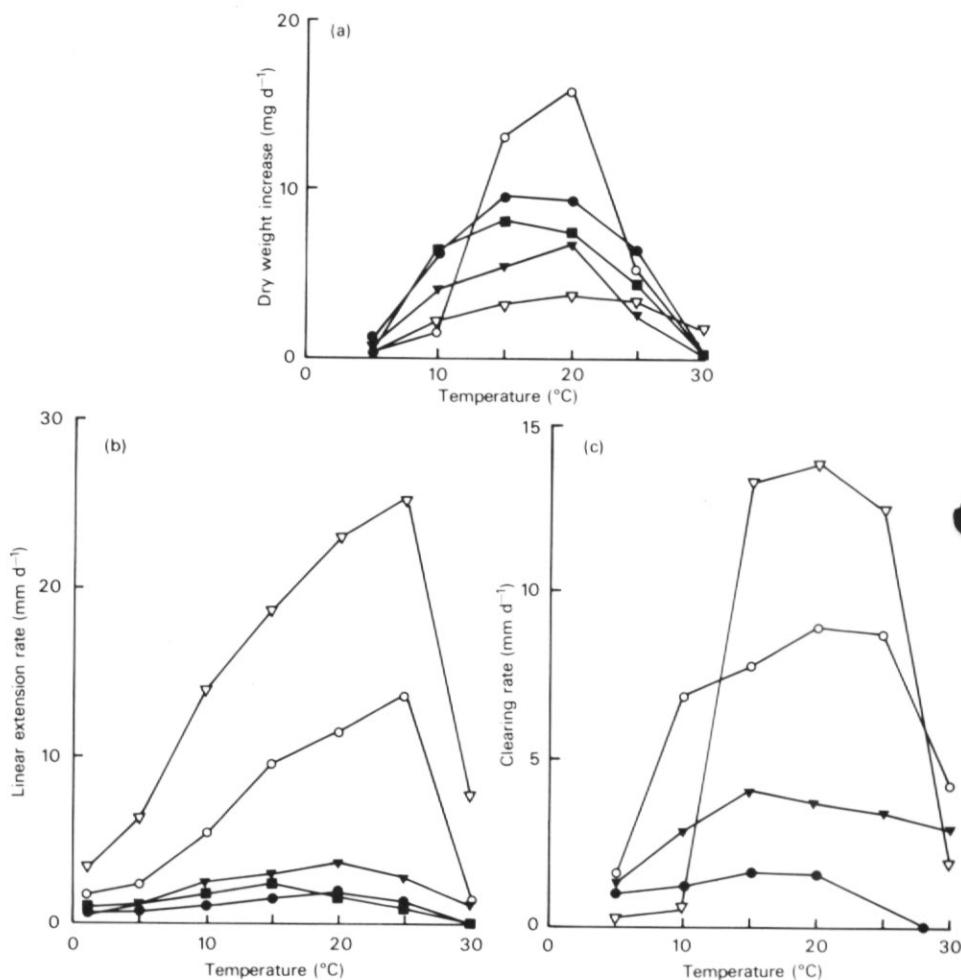 (a)
20
10
0
Dry weight increase (mg d⁻¹)
0
10
20
30
Temperature (°C)
(b)
30
20
10
0
Linear extension rate (mm d⁻¹)
0
10
20
30
Temperature (°C)
(c)
15
10
5
0
Clearing rate (mm d⁻¹)
0
10
20
30
Temperature (°C)